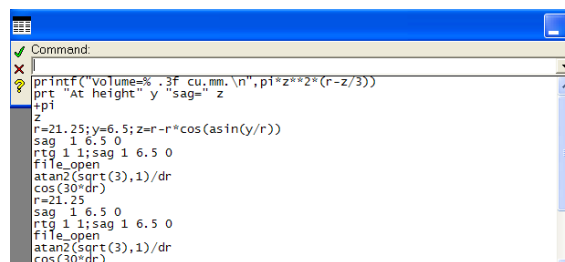 Command:
printf("Volume=% .3f cu.mm.\n",pi*z**2*(r-z/3))
prt "At height" y "sag=" z
+pi
z
r=21.25;y=6.5;z=r-r*cos(asin(y/r))
sag  1 6.5 0
rtg 1 1;sag 1 6.5 0
file_open
atan2(sqrt(3),1)/dr
cos(30*dr)
r=21.25
sag  1 6.5 0
rtg 1 1;sag 1 6.5 0
file_open
atan2(sqrt(3),1)/dr
cos(30*dr)